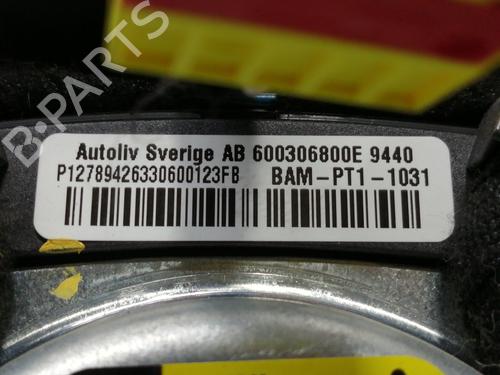 B-PARTS
Autoliv Sverige AB 600306800E 9440
P12789426330600123FB BAM-PT1-1031